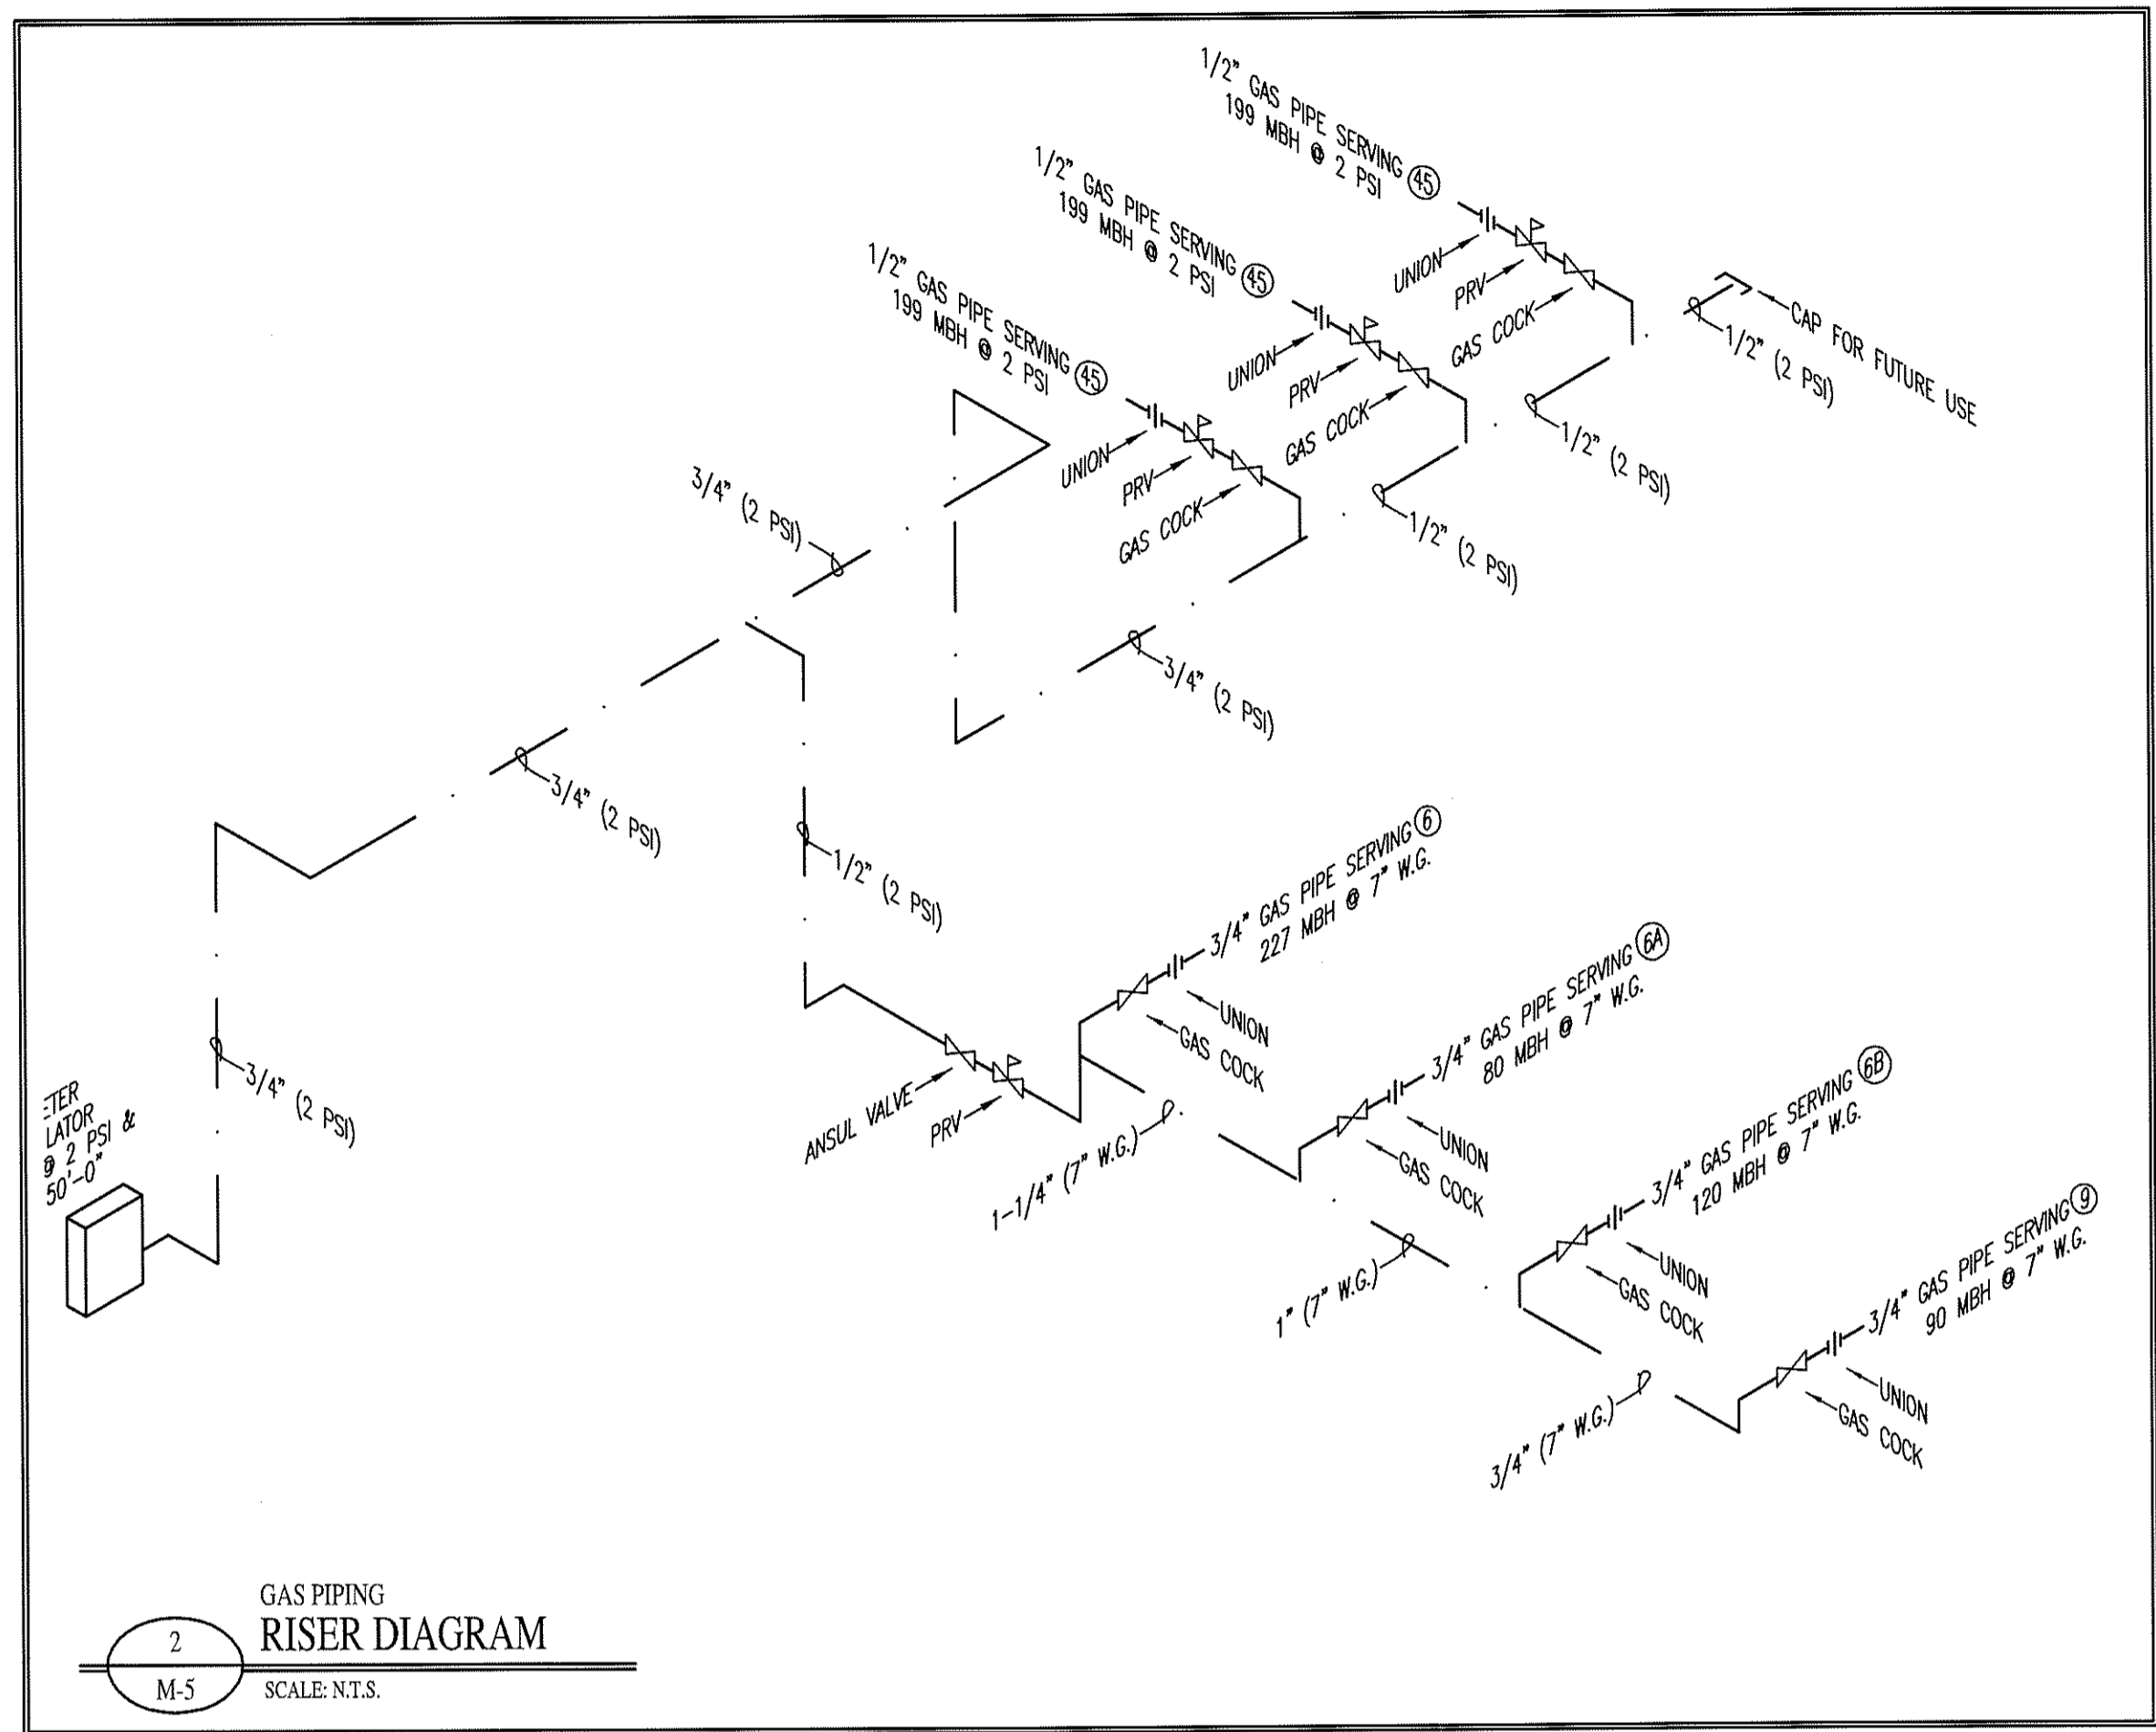 1/2" GAS PIPE SERVING 45
199 MBH @ 2 PSI
UNION
PRV
GAS COCK
1/2" GAS PIPE SERVING 45
199 MBH @ 2 PSI
UNION
PRV
GAS COCK
1/2" GAS PIPE SERVING 45
199 MBH @ 2 PSI
UNION
PRV
GAS COCK
CAP FOR FUTURE USE
1/2" (2 PSI)
1/2" (2 PSI)
1/2" (2 PSI)
3/4" (2 PSI)
3/4" (2 PSI)
3/4" (2 PSI)
1/2" (2 PSI)
3/4" GAS PIPE SERVING 6
227 MBH @ 7" W.G.
UNION
GAS COCK
3/4" GAS PIPE SERVING 6A
80 MBH @ 7" W.G.
UNION
GAS COCK
3/4" GAS PIPE SERVING 6B
120 MBH @ 7" W.G.
UNION
GAS COCK
3/4" GAS PIPE SERVING 9
90 MBH @ 7" W.G.
UNION
GAS COCK
ANSUL VALVE
PRV
1-1/4" (7" W.G.)
1" (7" W.G.)
3/4" (7" W.G.)
3/4" (2 PSI)
ETER
LATOR
@ 2 PSI &
50'-0"
2
M-5
GAS PIPING
RISER DIAGRAM
SCALE: N.T.S.